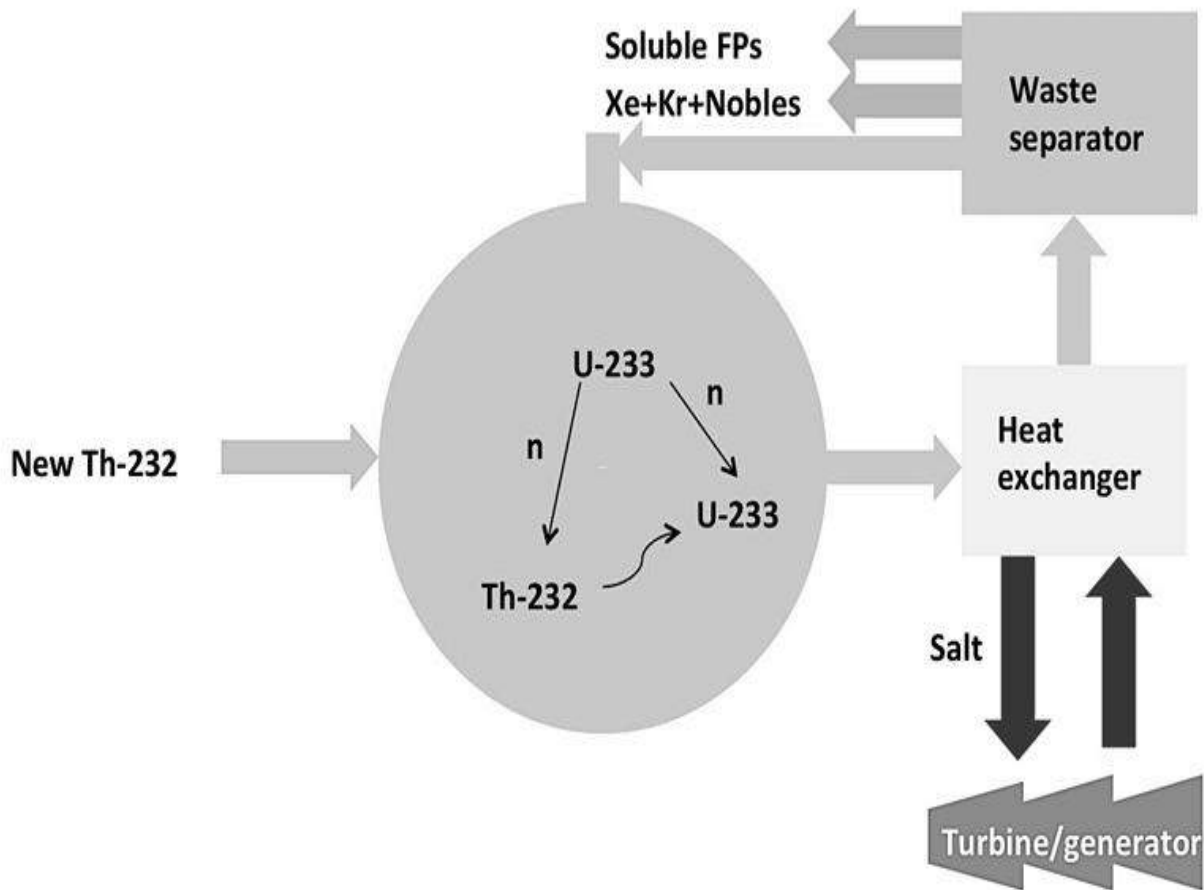 Soluble FPs
Xe+Kr+Nobles
Waste
separator
U-233
n
n
New Th-232
U-233
Th-232
Heat
exchanger
Salt
Turbine/generator